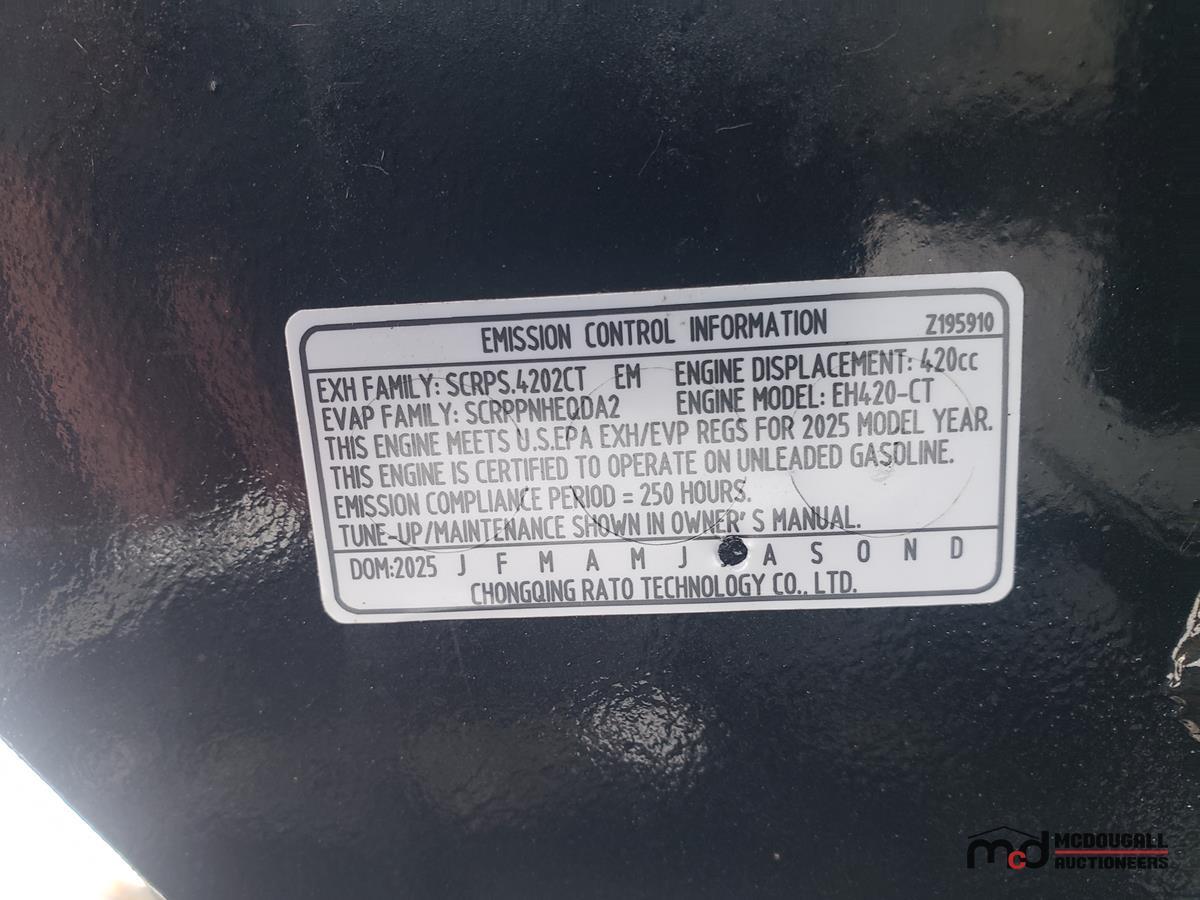 EMISSION CONTROL INFORMATION Z195910
EXH FAMILY: SCRPS.4202CT EM ENGINE DISPLACEMENT: 420cc
EVAP FAMILY: SCRPPNHEQDA2 ENGINE MODEL: EH420-CT
THIS ENGINE MEETS U.S.EPA EXH/EVP REGS FOR 2025 MODEL YEAR.
THIS ENGINE IS CERTIFIED TO OPERATE ON UNLEADED GASOLINE.
EMISSION COMPLIANCE PERIOD = 250 HOURS.
TUNE-UP/MAINTENANCE SHOWN IN OWNER' S MANUAL.
DOM:2025 J F M A M J A S O N D
CHONGQING RATO TECHNOLOGY CO., LTD.
mcd MCDOUGALL
AUCTIONEERS